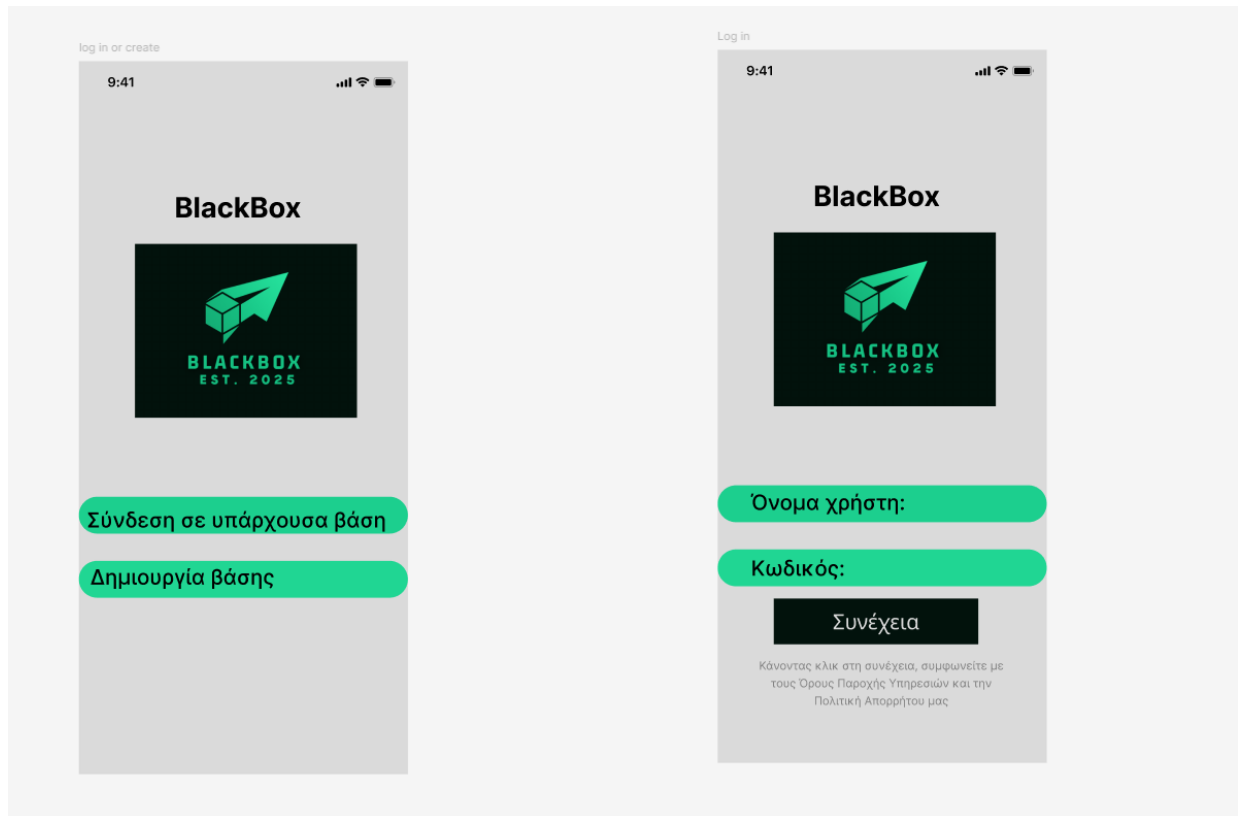 log in or create
9:41
BlackBox
BLACKBOX
EST. 2025
Σύνδεση σε υπάρχουσα βάση
Δημιουργία βάσης
Log in
9:41
BlackBox
BLACKBOX
EST. 2025
Όνομα χρήστη:
Κωδικός:
Συνέχεια
Κάνοντας κλικ στη συνέχεια, συμφωνείτε με
τους Όρους Παροχής Υπηρεσιών και την
Πολιτική Απορρήτου μας